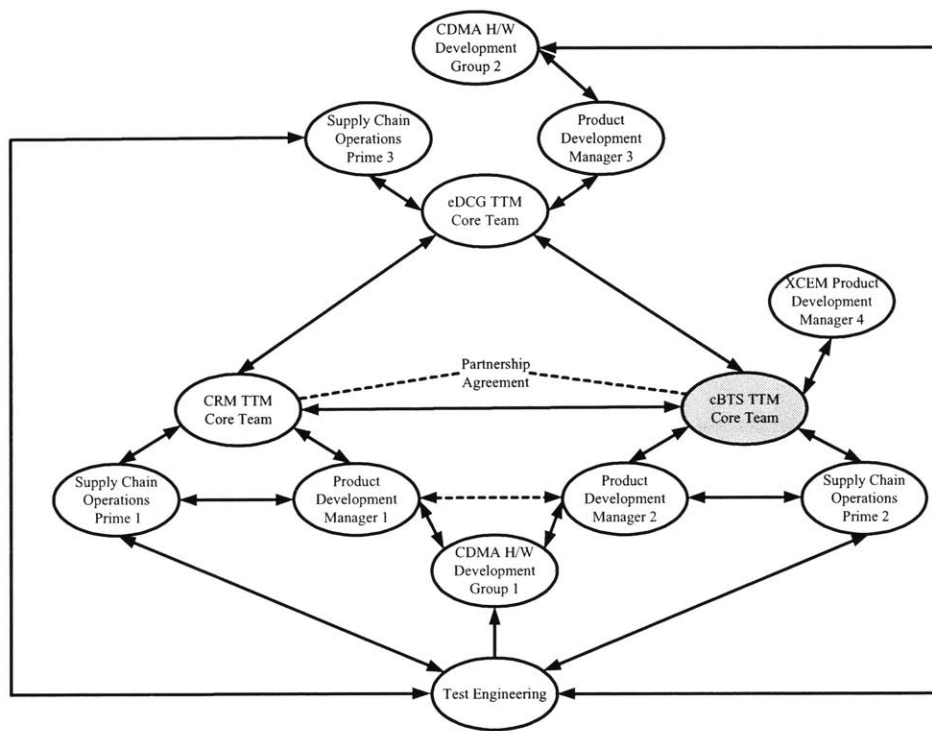 CDMA H/W
Development
Group 2
Supply Chain
Operations
Prime 3
Product
Development
Manager 3
eDCG TTM
Core Team
XCEM Product
Development
Manager 4
Partnership
Agreement
CRM TTM
Core Team
cBTS TTM
Core Team
Supply Chain
Operations
Prime 1
Product
Development
Manager 1
Product
Development
Manager 2
Supply Chain
Operations
Prime 2
CDMA H/W
Development
Group 1
Test Engineering